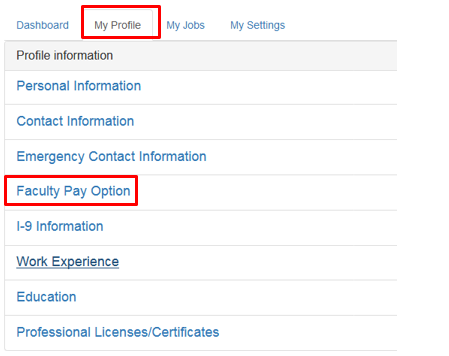 Dashboard My Profile My Jobs My Settings
Profile information
Personal Information
Contact Information
Emergency Contact Information
Faculty Pay Option
I-9 Information
Work Experience
Education
Professional Licenses/Certificates